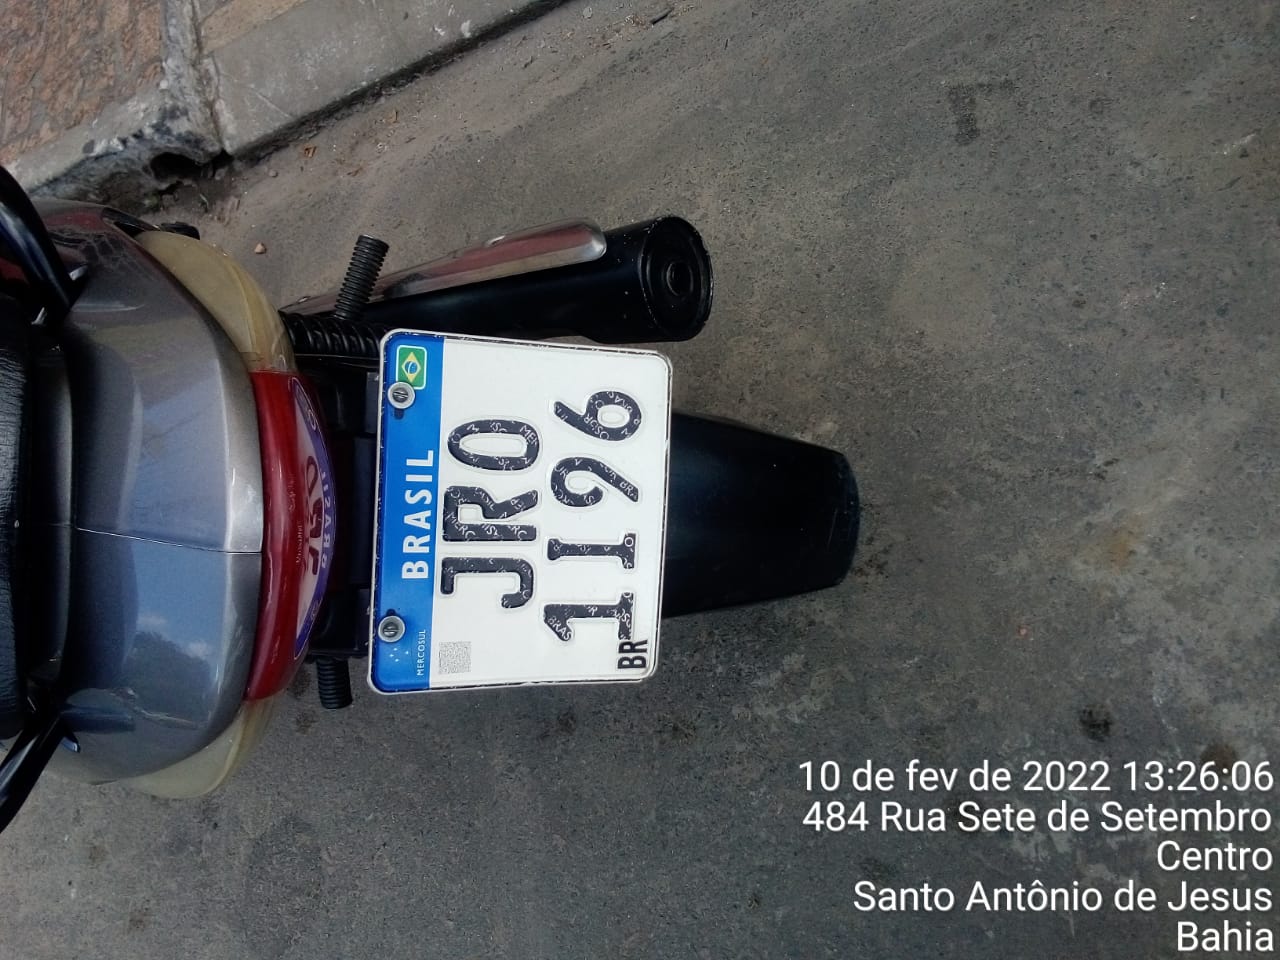 BRASIL
MERCOSUL
JRO
1I96
BR
10 de fev de 2022 13:26:06
484 Rua Sete de Setembro
Centro
Santo Antônio de Jesus
Bahia